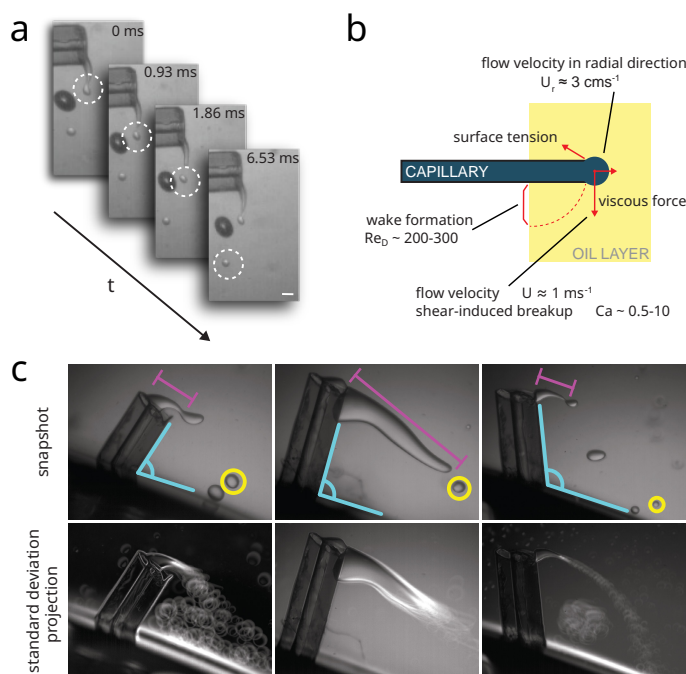 a
0 ms
0.93 ms
1.86 ms
6.53 ms
t
b
flow velocity in radial direction
Ur ≈ 3 cms-1
surface tension
CAPILLARY
viscous force
wake formation
ReD ~ 200-300
OIL LAYER
flow velocity U ≈ 1 ms-1
shear-induced breakup Ca ~ 0.5-10
c
snapshot
standard deviation
projection